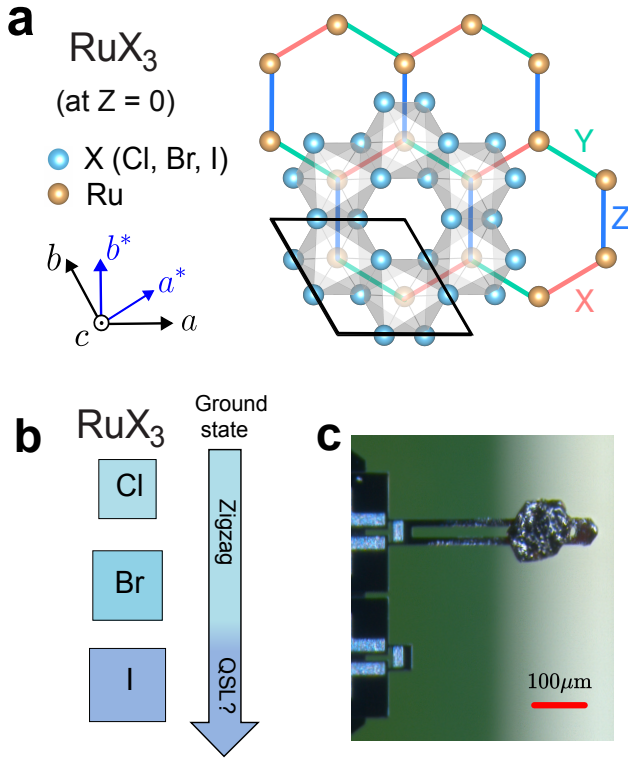 a
RuX₃
(at Z = 0)
X (Cl, Br, I)
Ru
b
b*
a*
a
c
Y
Z
X
b
RuX₃
Ground
state
Cl
Br
I
Zigzag
QSL?
c
100μm